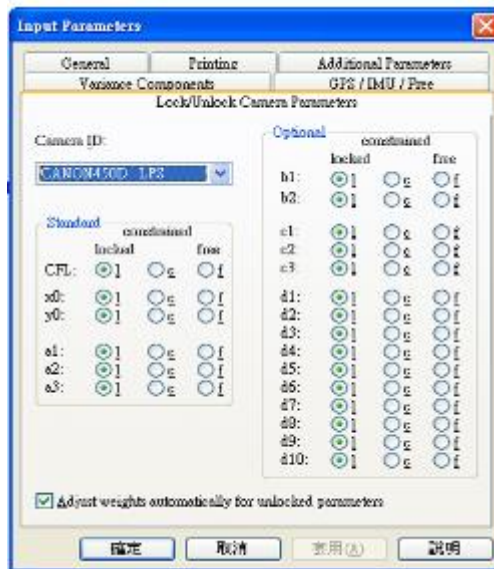 Input Parameters
General Printing Additional Parameters
Variance Components GPS / IMU / Free
Lock/Unlock Camera Parameters
Camera ID:
CANON450D_LPS
Standard
constrained
locked free
CFL: l c f
x0: l c f
y0: l c f
a1: l c f
a2: l c f
a3: l c f
Optional
constrained
locked free
b1: l c f
b2: l c f
c1: l c f
c2: l c f
c3: l c f
d1: l c f
d2: l c f
d3: l c f
d4: l c f
d5: l c f
d6: l c f
d7: l c f
d8: l c f
d9: l c f
d10: l c f
Adjust weights automatically for unlocked parameters
確定 取消 套用(A) 說明